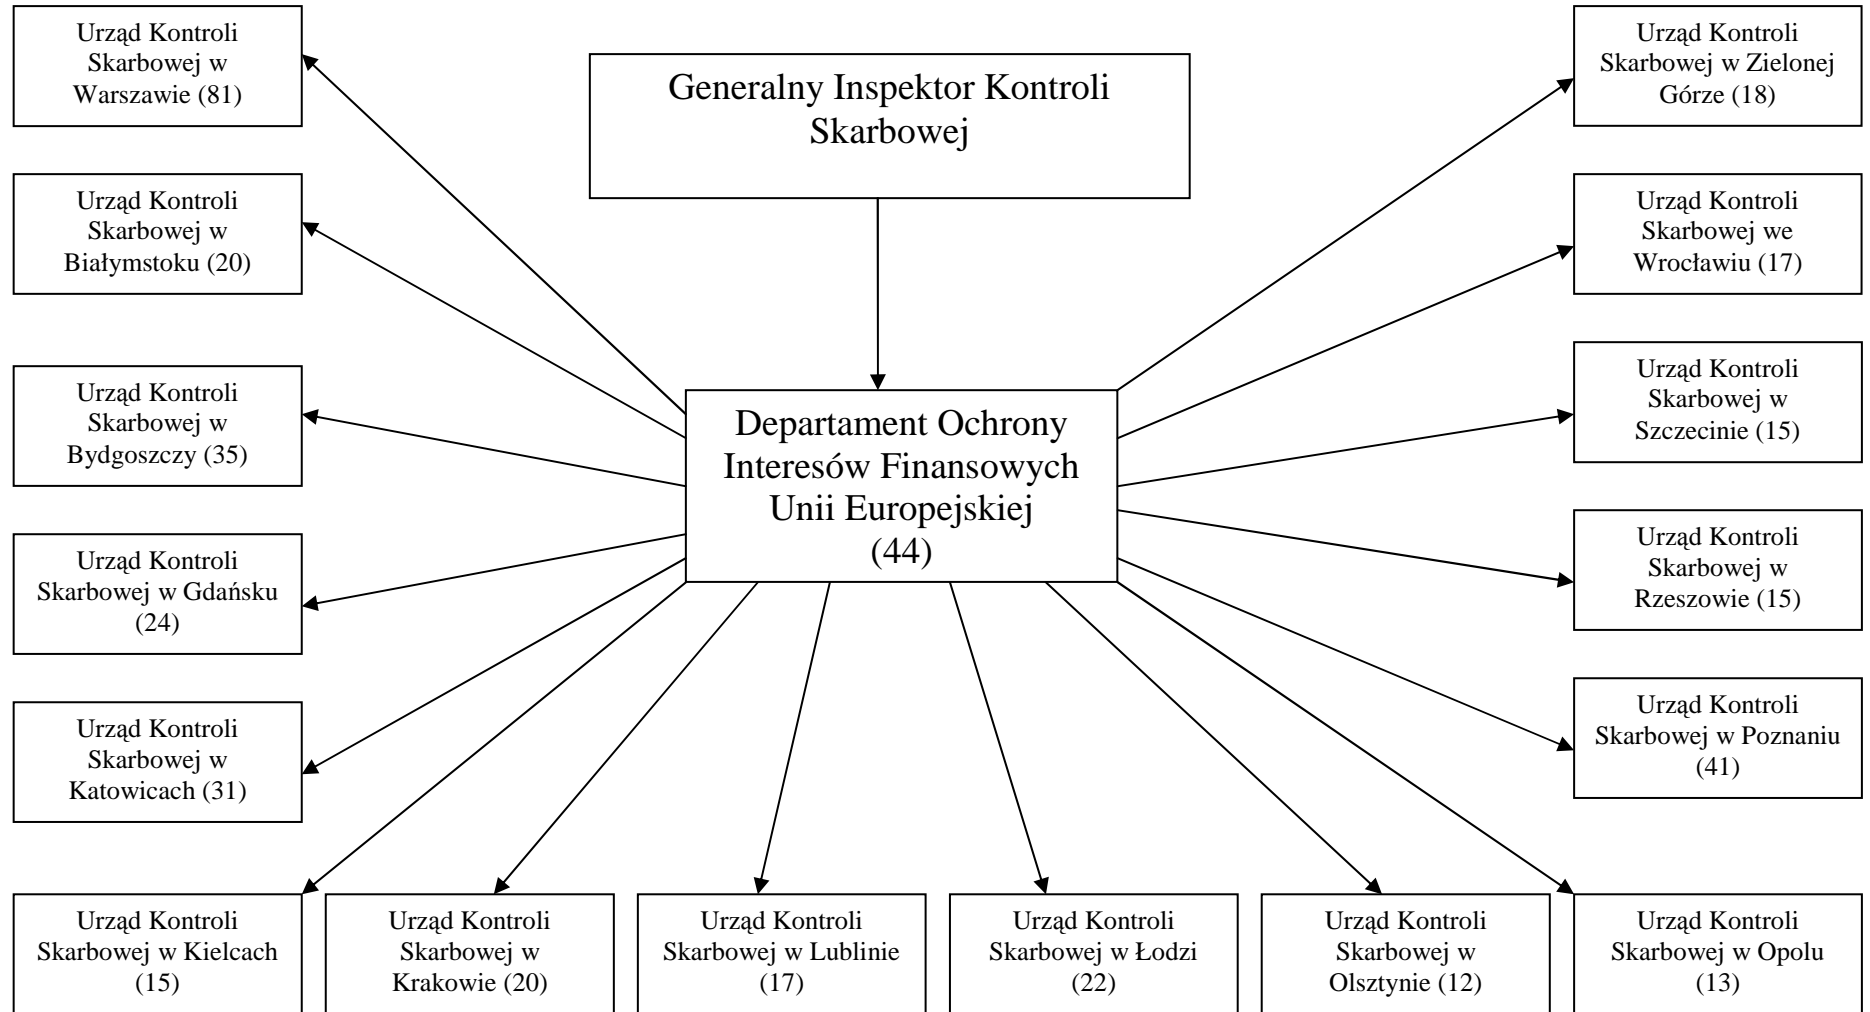 Urząd Kontroli
Skarbowej w
Warszawie (81)
Generalny Inspektor Kontroli
Skarbowej
Urząd Kontroli
Skarbowej w Zielonej
Górze (18)
Urząd Kontroli
Skarbowej w
Białymstoku (20)
Urząd Kontroli
Skarbowej we
Wrocławiu (17)
Urząd Kontroli
Skarbowej w
Bydgoszczy (35)
Departament Ochrony
Interesów Finansowych
Unii Europejskiej
(44)
Urząd Kontroli
Skarbowej w
Szczecinie (15)
Urząd Kontroli
Skarbowej w Gdańsku
(24)
Urząd Kontroli
Skarbowej w
Rzeszowie (15)
Urząd Kontroli
Skarbowej w
Katowicach (31)
Urząd Kontroli
Skarbowej w Poznaniu
(41)
Urząd Kontroli
Skarbowej w Kielcach
(15)
Urząd Kontroli
Skarbowej w
Krakowie (20)
Urząd Kontroli
Skarbowej w Lublinie
(17)
Urząd Kontroli
Skarbowej w Łodzi
(22)
Urząd Kontroli
Skarbowej w
Olsztynie (12)
Urząd Kontroli
Skarbowej w Opolu
(13)